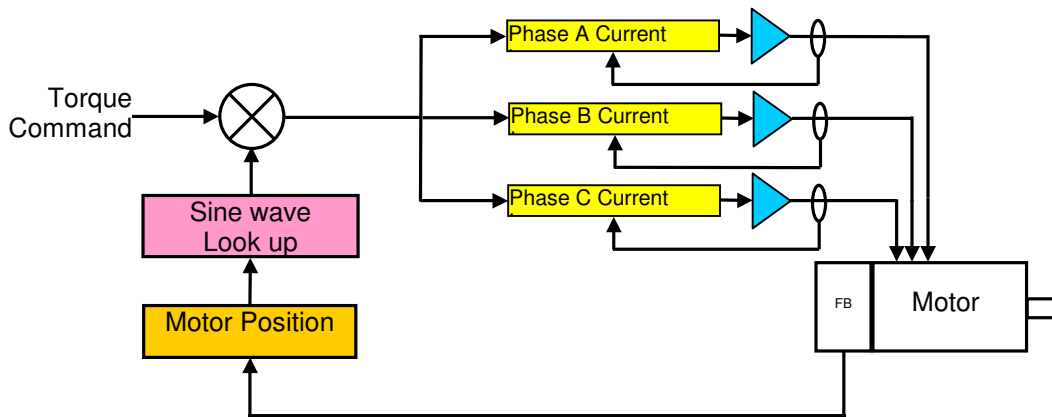 Torque
Command
Phase A Current
Phase B Current
Phase C Current
Sine wave
Look up
Motor Position
FB
Motor